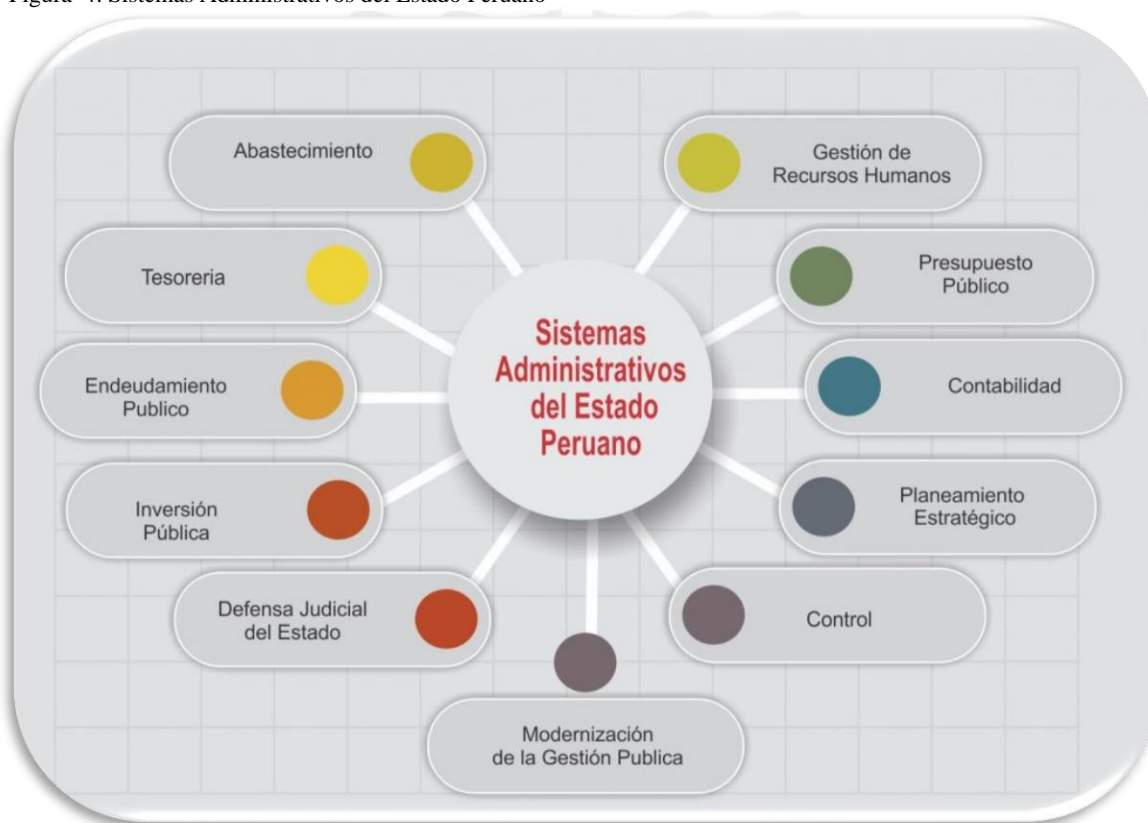 Figura 4. Sistemas Administrativos del Estado Peruano
Abastecimiento
Gestión de
Recursos Humanos
Tesoreria
Presupuesto
Público
Sistemas
Administrativos
del Estado
Peruano
Endeudamiento
Publico
Contabilidad
Inversión
Pública
Planeamiento
Estratégico
Defensa Judicial
del Estado
Control
Modernización
de la Gestión Publica